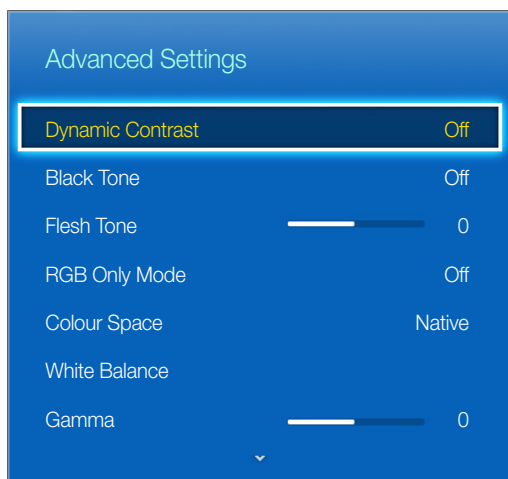 Advanced Settings
Dynamic Contrast Off
Black Tone Off
Flesh Tone 0
RGB Only Mode Off
Colour Space Native
White Balance
Gamma 0